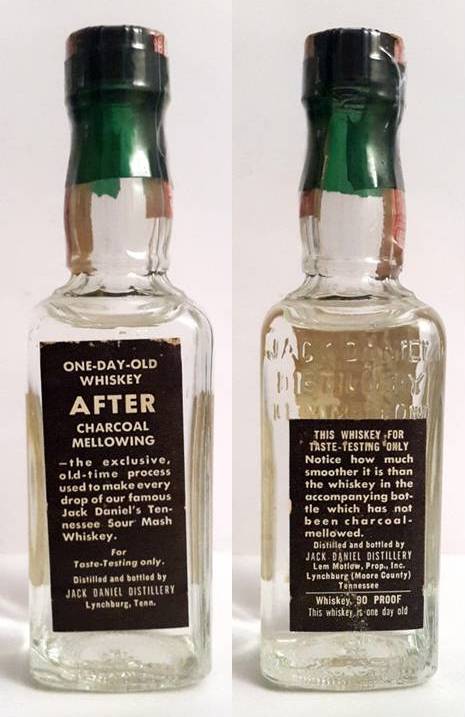 ONE-DAY-OLD
WHISKEY
AFTER
CHARCOAL
MELLOWING
—the exclusive,
old-time process
used to make every
drop of our famous
Jack Daniel's Ten-
nessee Sour Mash
Whiskey.
For
Taste-Testing only.
Distilled and bottled by
JACK DANIEL DISTILLERY
Lynchburg, Tenn.
JACK DANIEL
DISTILLERY
THIS WHISKEY FOR
TASTE-TESTING ONLY
Notice how much
smoother it is than
the whiskey in the
accompanying bot-
tle which has not
been charcoal-
mellowed.
Distilled and bottled by
JACK DANIEL DISTILLERY
Lem Motlow, Prop., Inc.
Lynchburg (Moore County)
Tennessee
Whiskey, 90 PROOF
This whiskey is one day old